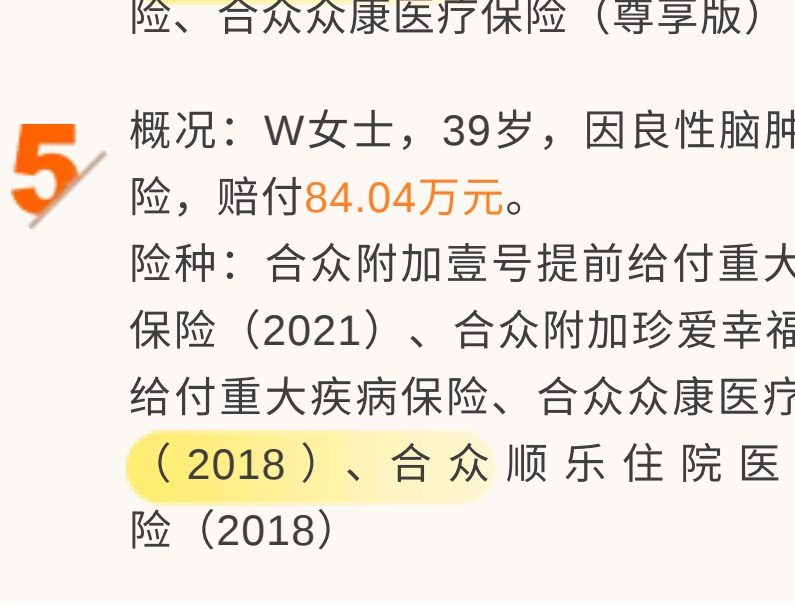 险、合众众康医疗保险（尊享版）
5
概况：W女士，39岁，因良性脑肿
险，赔付84.04万元。
险种：合众附加壹号提前给付重大
保险（2021）、合众附加珍爱幸福
给付重大疾病保险、合众众康医疗
（2018）、合众顺乐住院医
险（2018）